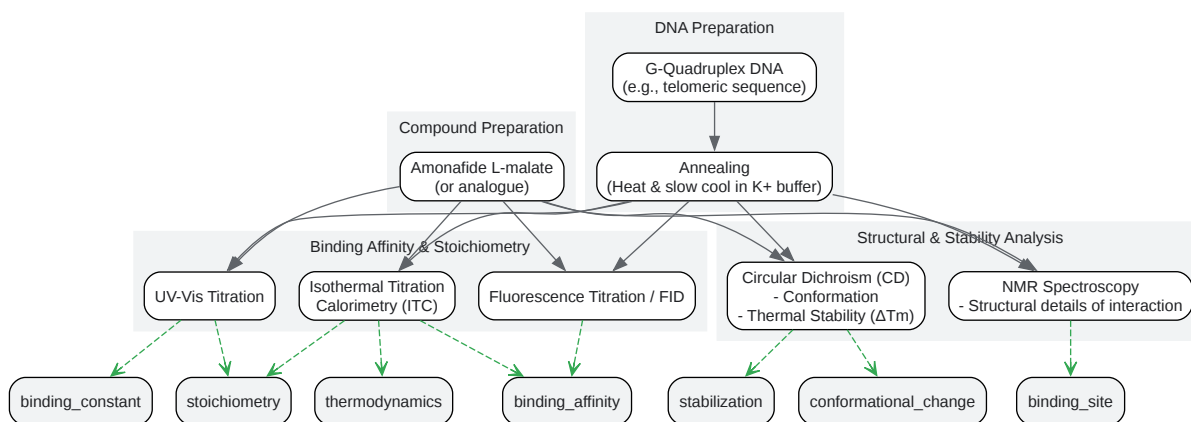 DNA Preparation
G-Quadruplex DNA
(e.g., telomeric sequence)
Compound Preparation
Amonafide L-malate
(or analogue)
Annealing
(Heat & slow cool in K+ buffer)
Binding Affinity & Stoichiometry
Structural & Stability Analysis
UV-Vis Titration
Isothermal Titration
Calorimetry (ITC)
Fluorescence Titration / FID
Circular Dichroism (CD)
- Conformation
- Thermal Stability (ΔTm)
NMR Spectroscopy
- Structural details of interaction
binding_constant
stoichiometry
thermodynamics
binding_affinity
stabilization
conformational_change
binding_site